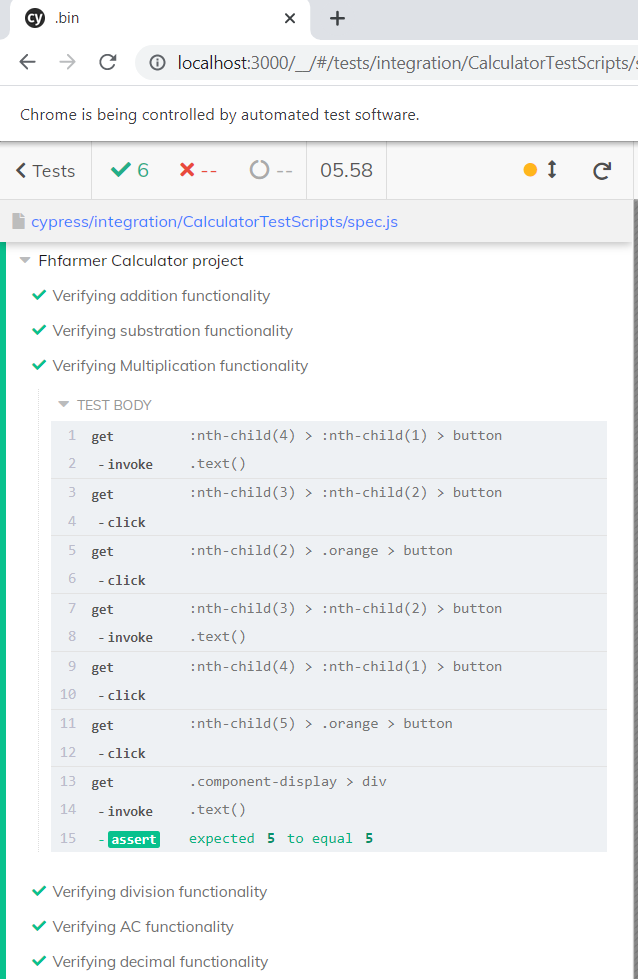 cy .bin
localhost:3000/__/#/tests/integration/CalculatorTestScripts/
Chrome is being controlled by automated test software.
Tests 6 -- -- 05.58
cypress/integration/CalculatorTestScripts/spec.js
Fhfarmer Calculator project
Verifying addition functionality
Verifying substration functionality
Verifying Multiplication functionality
TEST BODY
1 get :nth-child(4) > :nth-child(1) > button
2 -invoke .text()
3 get :nth-child(3) > :nth-child(2) > button
4 -click
5 get :nth-child(2) > .orange > button
6 -click
7 get :nth-child(3) > :nth-child(2) > button
8 -invoke .text()
9 get :nth-child(4) > :nth-child(1) > button
10 -click
11 get :nth-child(5) > .orange > button
12 -click
13 get .component-display > div
14 -invoke .text()
15 -assert expected 5 to equal 5
Verifying division functionality
Verifying AC functionality
Verifying decimal functionality